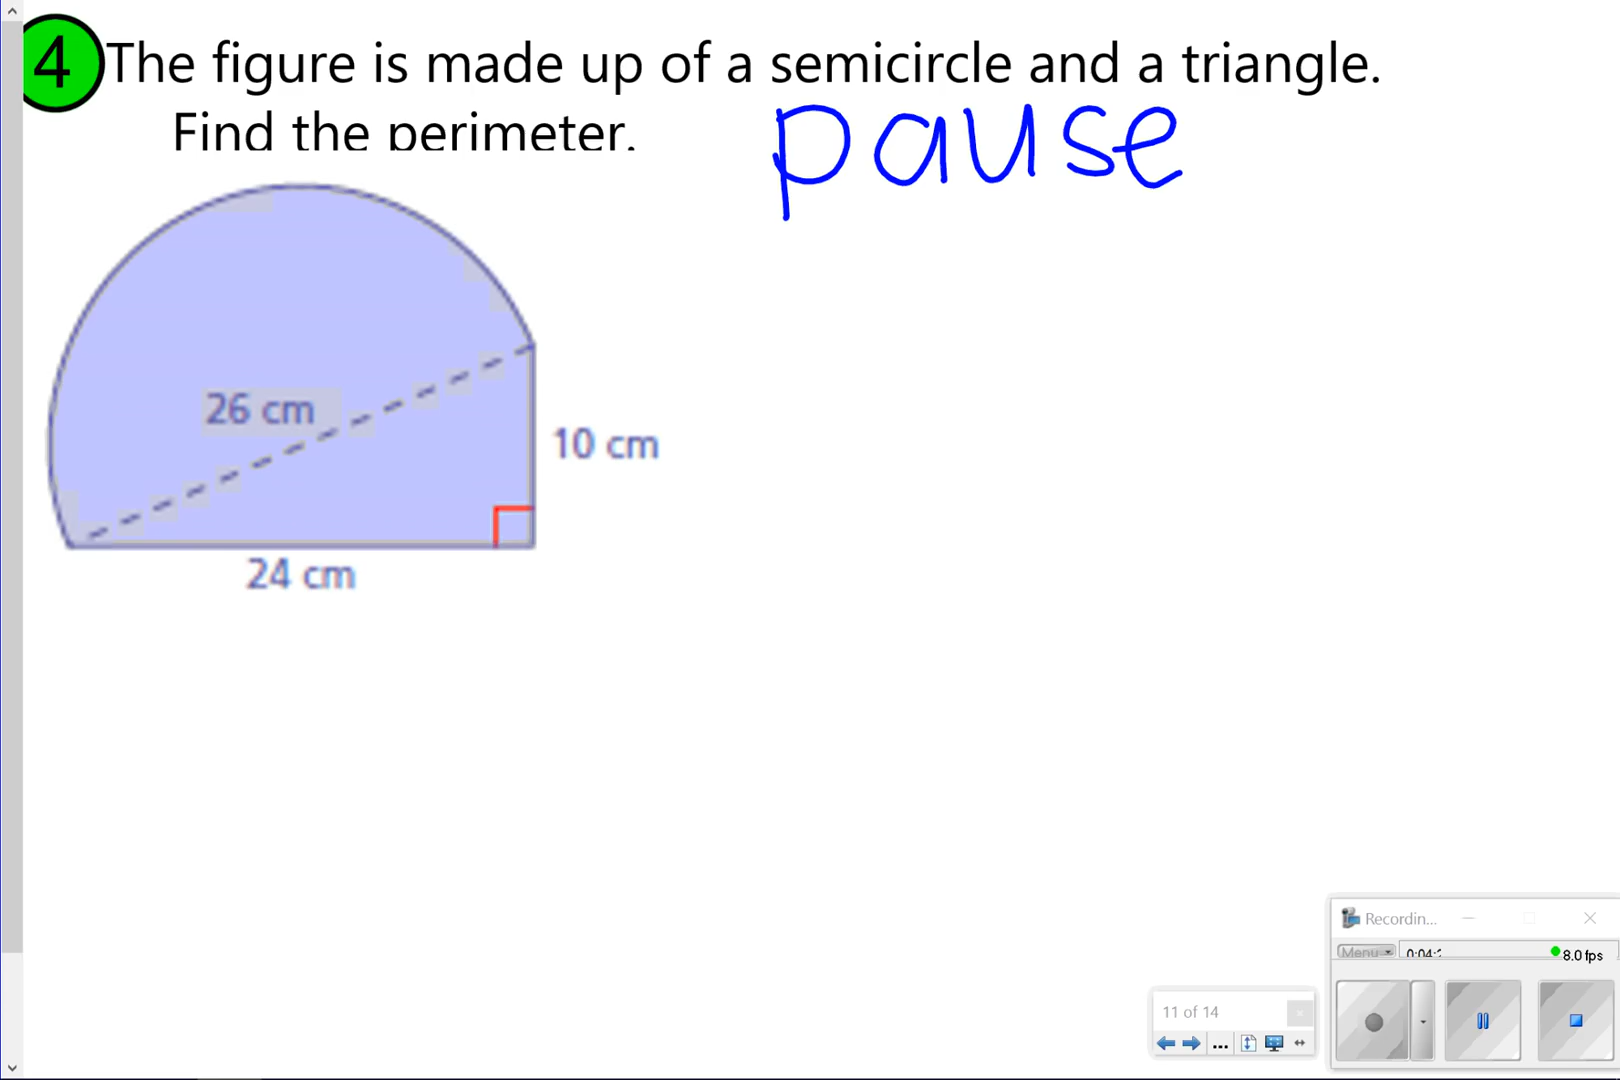 4 The figure is made up of a semicircle and a triangle.
Find the perimeter.
pause
26 cm
10 cm
24 cm
Recordin...
Menu
8.0 fps
11 of 14
...